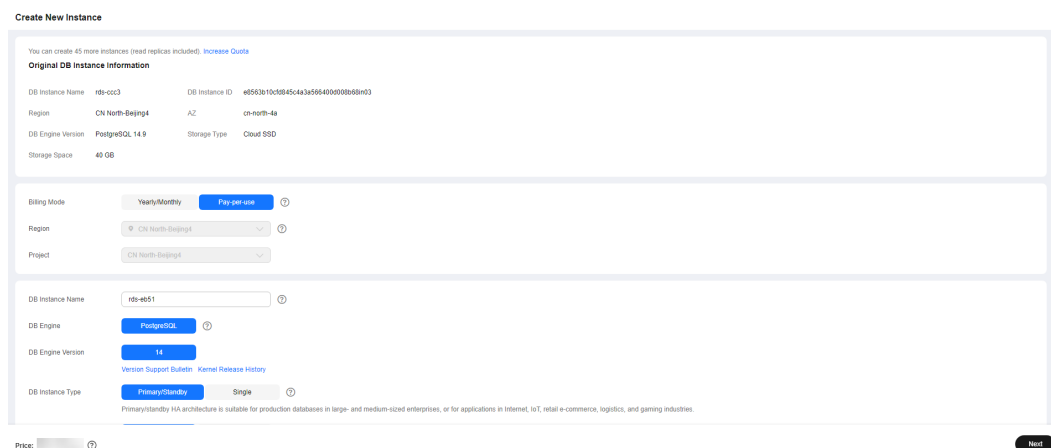 Create New Instance
You can create 45 more instances (read replicas included). Increase Quota
Original DB Instance Information
DB Instance Name rds-ccc3 DB Instance ID e8563b10cfd845c4a3a566400d008b68in03
Region CN North-Beijing4 AZ cn-north-4a
DB Engine Version PostgreSQL 14.9 Storage Type Cloud SSD
Storage Space 40 GB
Billing Mode Yearly/Monthly Pay-per-use
Region CN North-Beijing4
Project CN North-Beijing4
DB Instance Name rds-eb51
DB Engine PostgreSQL
DB Engine Version 14
Version Support Bulletin Kernel Release History
DB Instance Type Primary/Standby Single
Primary/standby HA architecture is suitable for production databases in large- and medium-sized enterprises, or for applications in Internet, IoT, retail e-commerce, logistics, and gaming industries.
Price: Next